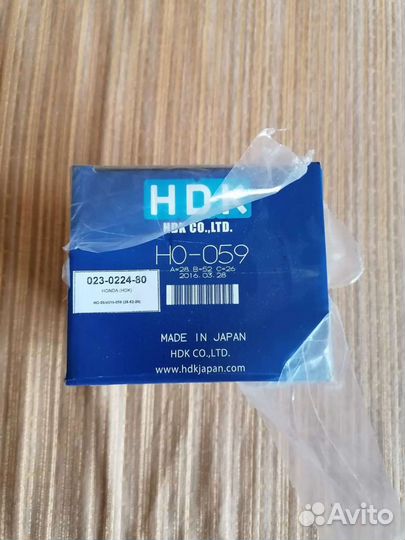 HDK
HDK CO.,LTD.
HO-059
A=28 B=52 C=26
2016.03.28
023-0224-80
HONDA (HDK)
MADE IN JAPAN
HDK CO.,LTD.
www.hdkjapan.com
Avito